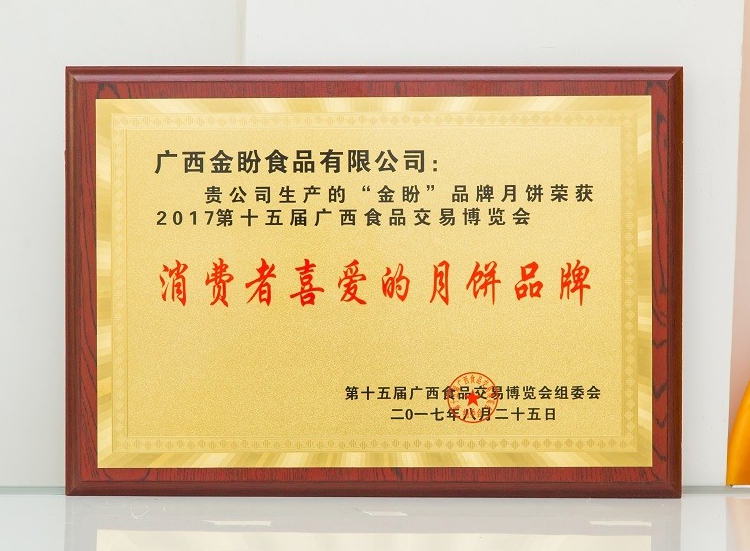 广西金盼食品有限公司：
贵公司生产的“金盼”品牌月饼荣获
2017第十五届广西食品交易博览会
消费者喜爱的月饼品牌
第十五届广西食品交易博览会组委会
二〇一七年八月二十五日